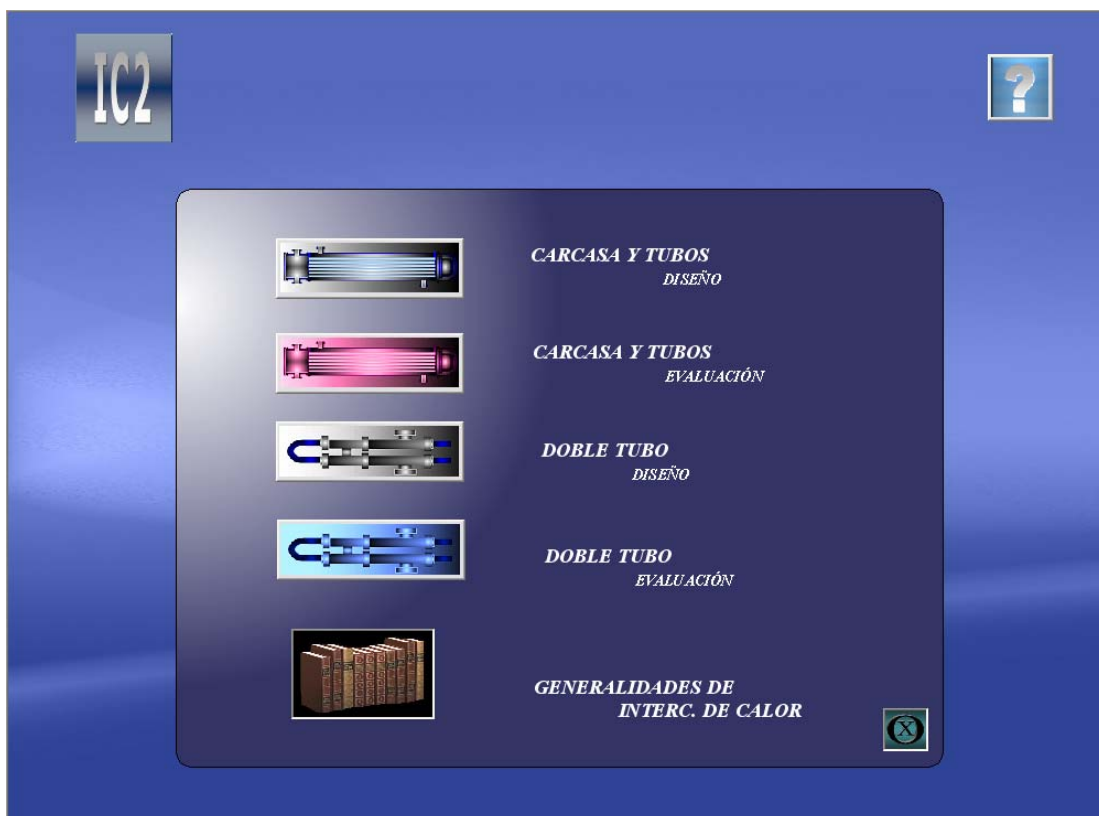 IC2
?
CARCASA Y TUBOS
DISEÑO
CARCASA Y TUBOS
EVALUACIÓN
DOBLE TUBO
DISEÑO
DOBLE TUBO
EVALUACIÓN
GENERALIDADES DE
INTERC. DE CALOR
X